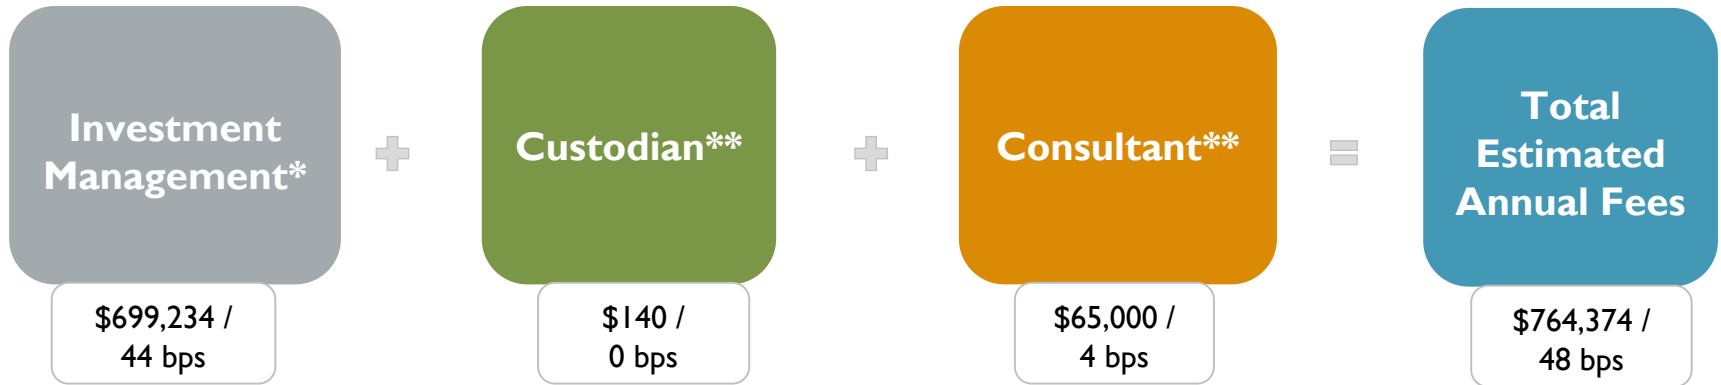 Investment
Management*
$699,234 /
44 bps
Custodian**
$140 /
0 bps
Consultant**
$65,000 /
4 bps
Total
Estimated
Annual Fees
$764,374 /
48 bps